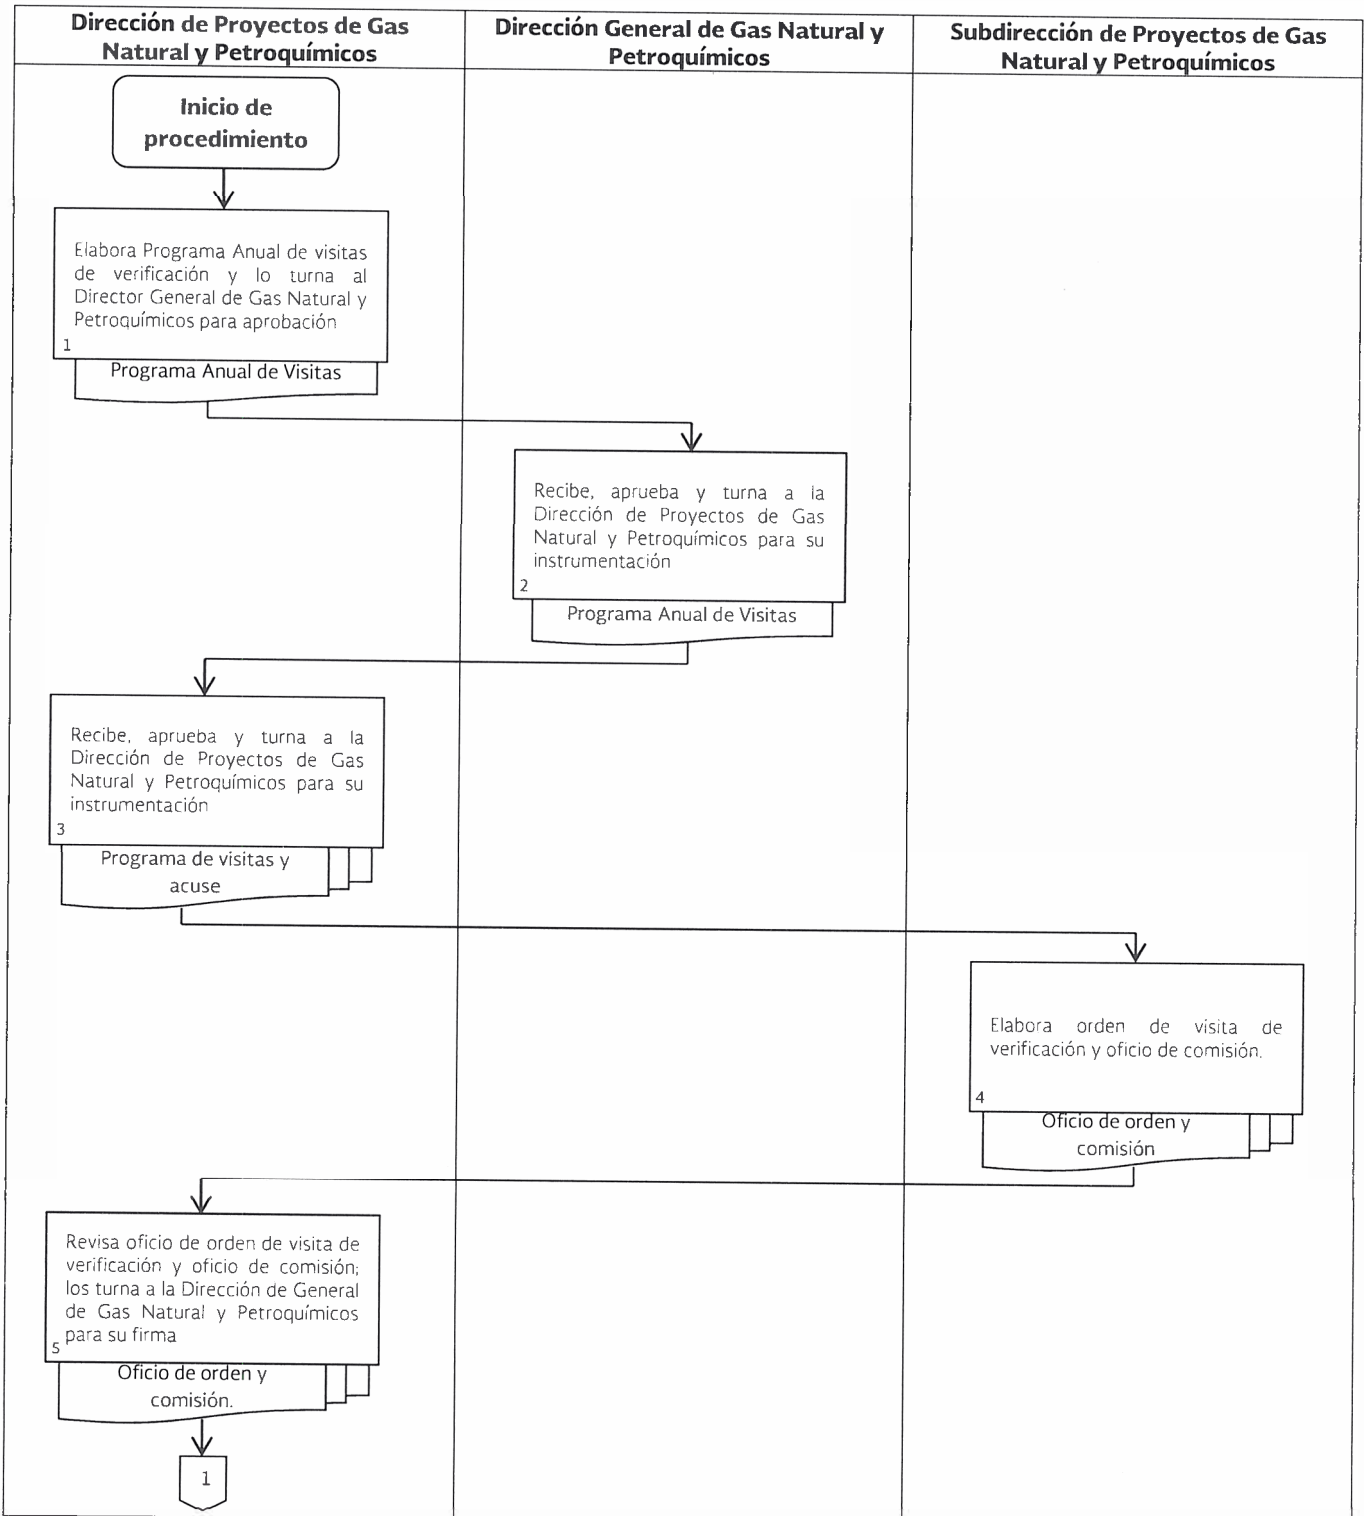 Dirección de Proyectos de Gas
Natural y Petroquímicos
Dirección General de Gas Natural y
Petroquímicos
Subdirección de Proyectos de Gas
Natural y Petroquímicos
Inicio de
procedimiento
Elabora Programa Anual de visitas
de verificación y lo turna al
Director General de Gas Natural y
Petroquímicos para aprobación
1
Programa Anual de Visitas
Recibe, aprueba y turna a la
Dirección de Proyectos de Gas
Natural y Petroquímicos para su
instrumentación
2
Programa Anual de Visitas
Recibe, aprueba y turna a la
Dirección de Proyectos de Gas
Natural y Petroquímicos para su
instrumentación
3
Programa de visitas y
acuse
Elabora orden de visita de
verificación y oficio de comisión.
4
Oficio de orden y
comisión
Revisa oficio de orden de visita de
verificación y oficio de comisión;
los turna a la Dirección de General
de Gas Natural y Petroquímicos
para su firma
5
Oficio de orden y
comisión.
1